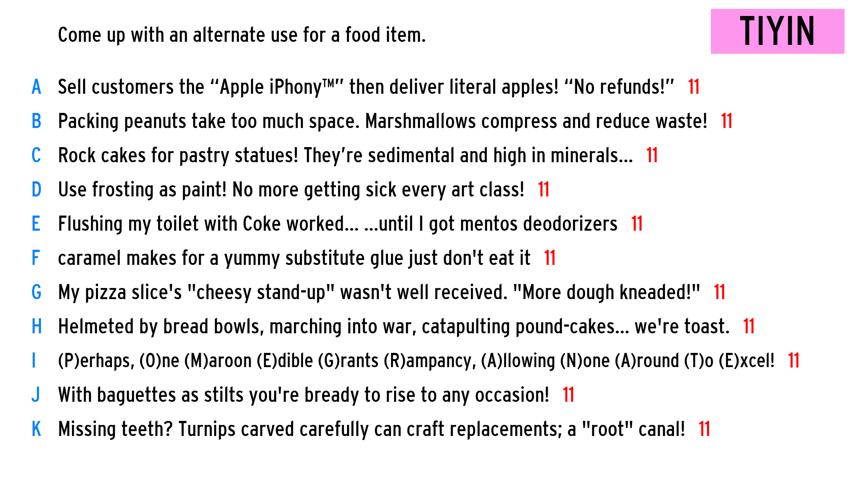 Come up with an alternate use for a food item.
TIYIN
A Sell customers the “Apple iPhony™” then deliver literal apples! “No refunds!” 11
B Packing peanuts take too much space. Marshmallows compress and reduce waste! 11
C Rock cakes for pastry statues! They’re sedimental and high in minerals... 11
D Use frosting as paint! No more getting sick every art class! 11
E Flushing my toilet with Coke worked... ...until I got mentos deodorizers 11
F caramel makes for a yummy substitute glue just don't eat it 11
G My pizza slice's "cheesy stand-up" wasn't well received. "More dough kneaded!" 11
H Helmeted by bread bowls, marching into war, catapulting pound-cakes... we're toast. 11
I (P)erhaps, (O)ne (M)aroon (E)dible (G)rants (R)ampancy, (A)llowing (N)one (A)round (T)o (E)xcel! 11
J With baguettes as stilts you're bready to rise to any occasion! 11
K Missing teeth? Turnips carved carefully can craft replacements; a "root" canal! 11